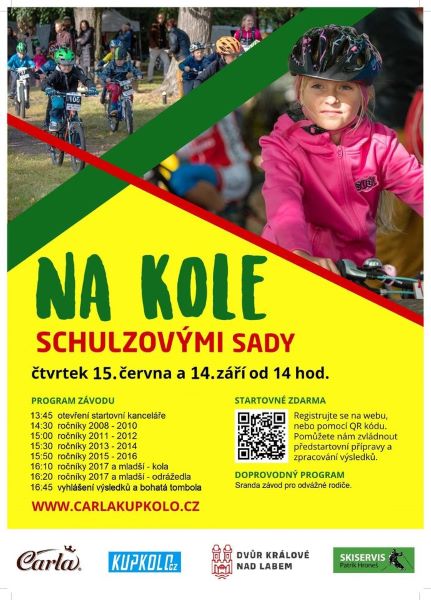 NA KOLE
SCHULZOVÝMI SADY
čtvrtek 15.června a 14.září od 14 hod.
PROGRAM ZÁVODU
13:45 otevření startovní kanceláře
14:30 ročníky 2008 - 2010
15:00 ročníky 2011 - 2012
15:30 ročníky 2013 - 2014
15:50 ročníky 2015 - 2016
16:10 ročníky 2017 a mladší - kola
16:20 ročníky 2017 a mladší - odrážedla
16:45 vyhlášení výsledků a bohatá tombola
WWW.CARLAKUPKOLO.CZ
STARTOVNÉ ZDARMA
Registrujte se na webu,
nebo pomocí QR kódu.
Pomůžete nám zvládnout
předstartovní přípravy a
zpracování výsledků.
DOPROVODNÝ PROGRAM
Sranda závod pro odvážné rodiče.
Carla
KUPKOLO.CZ
DVŮR KRÁLOVÉ
NAD LABEM
SKISERVIS
Patrik Hroneš